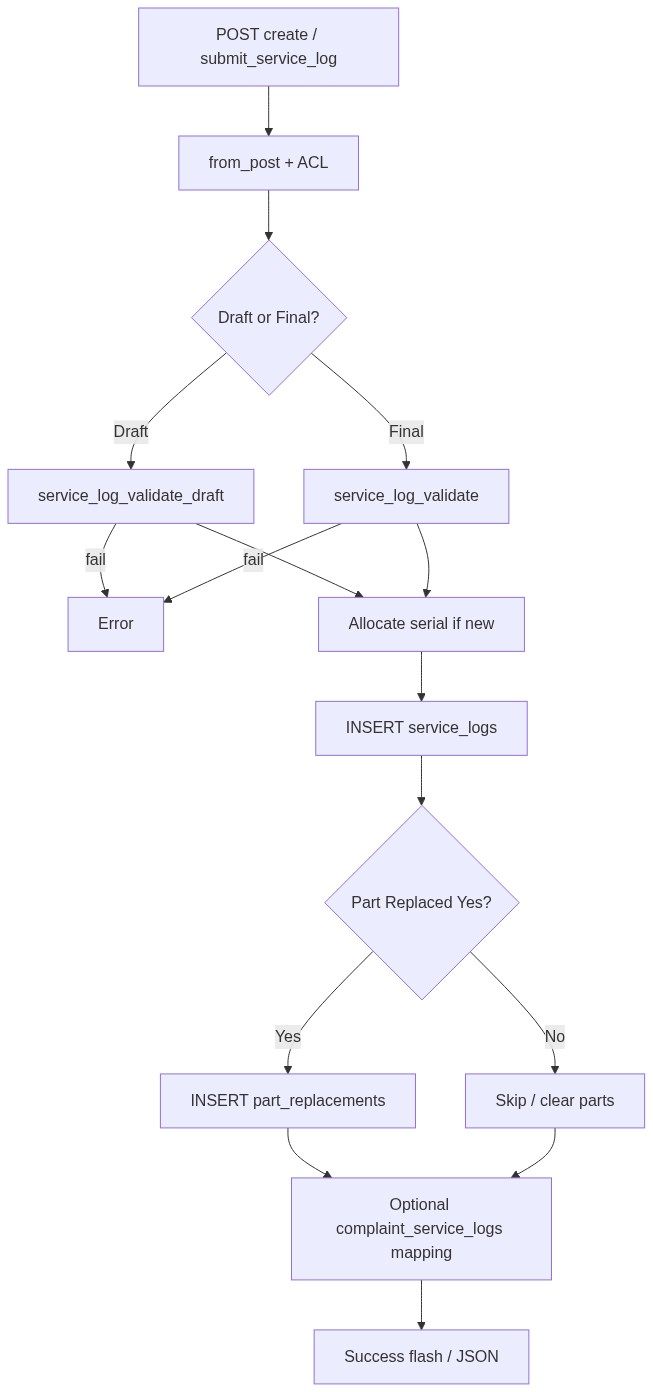 POST create /
submit_service_log
from_post + ACL
Draft or Final?
Draft
Final
service_log_validate_draft
service_log_validate
fail
fail
Error
Allocate serial if new
INSERT service_logs
Part Replaced Yes?
Yes
No
INSERT part_replacements
Skip / clear parts
Optional
complaint_service_logs
mapping
Success flash / JSON